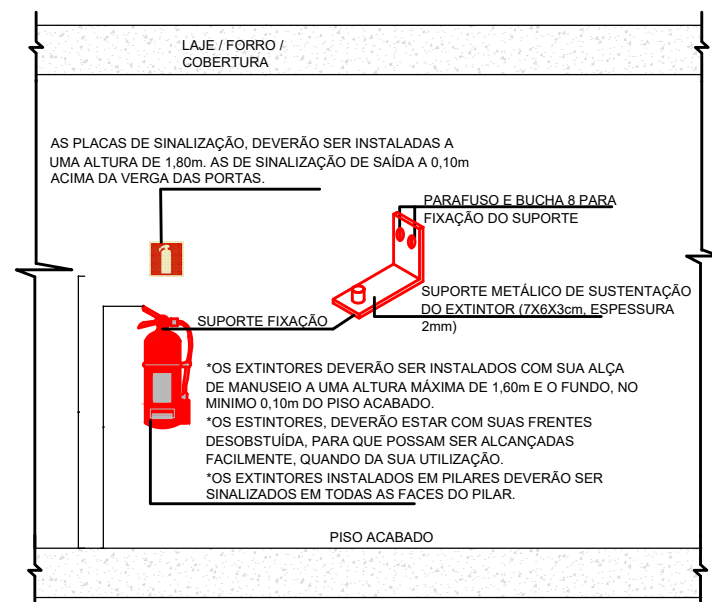 LAJE / FORRO /
COBERTURA
AS PLACAS DE SINALIZAÇÃO, DEVERÃO SER INSTALADAS A
UMA ALTURA DE 1,80m. AS DE SINALIZAÇÃO DE SAÍDA A 0,10m
ACIMA DA VERGA DAS PORTAS.
PARAFUSO E BUCHA 8 PARA
FIXAÇÃO DO SUPORTE
SUPORTE METÁLICO DE SUSTENTAÇÃO
DO EXTINTOR (7X6X3cm, ESPESSURA
2mm)
SUPORTE FIXAÇÃO
*OS EXTINTORES DEVERÃO SER INSTALADOS COM SUA ALÇA
DE MANUSEIO A UMA ALTURA MÁXIMA DE 1,60m E O FUNDO, NO
MINIMO 0,10m DO PISO ACABADO.
*OS ESTINTORES, DEVERÃO ESTAR COM SUAS FRENTES
DESOBSTUÍDA, PARA QUE POSSAM SER ALCANÇADAS
FACILMENTE, QUANDO DA SUA UTILIZAÇÃO.
*OS EXTINTORES INSTALADOS EM PILARES DEVERÃO SER
SINALIZADOS EM TODAS AS FACES DO PILAR.
PISO ACABADO